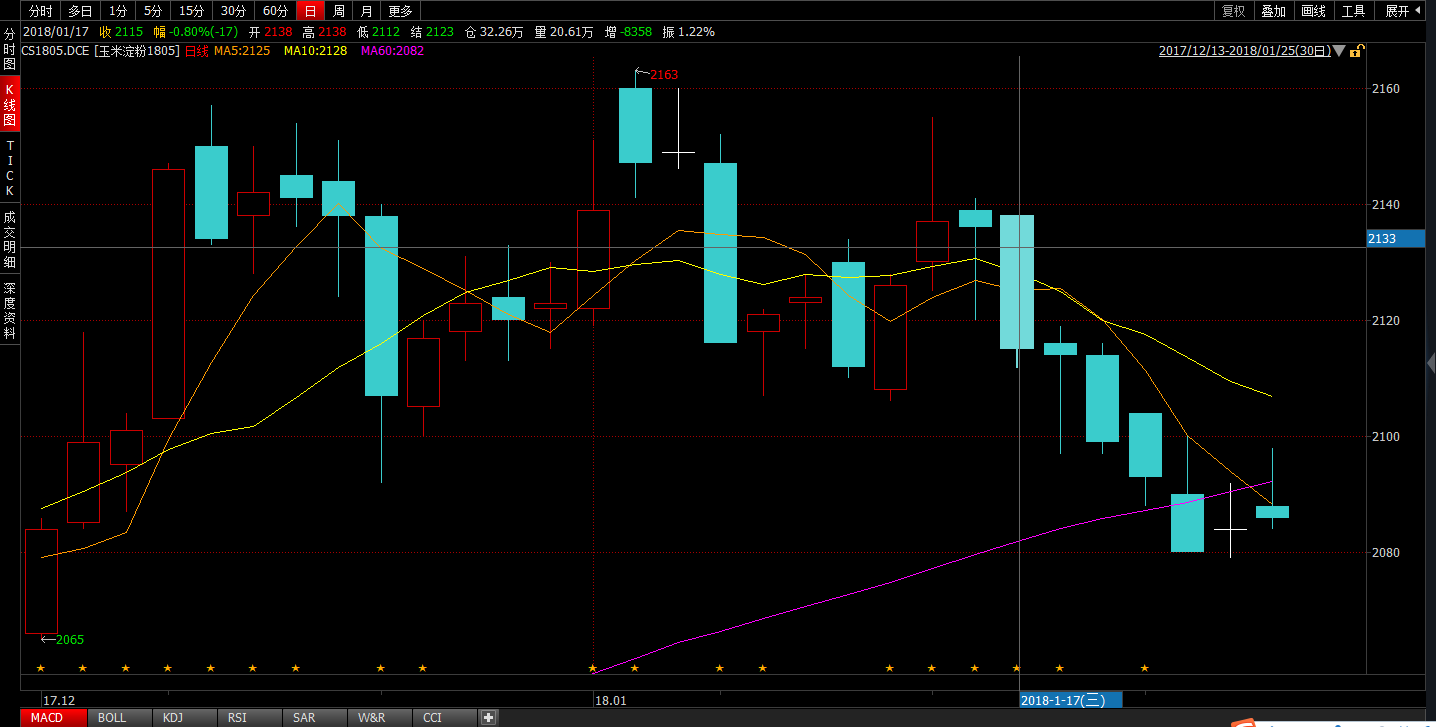 分时 多日 1分 5分 15分 30分 60分 日 周 月 更多 复权 叠加 画线 工具 展开
2018/01/17 收 2115 幅 -0.80%(-17) 开 2138 高 2138 低 2112 结 2123 仓 32.26万 量 20.61万 增 -8358 振 1.22%
CS1805.DCE [玉米淀粉1805] 日线 MA5:2125 MA10:2128 MA60:2082 2017/12/13-2018/01/25(30日)
分时图
K线图
TICK
成交明细
深度资料
2163
2160
2140
2133
2120
2100
2080
2065
17.12 18.01 2018-1-17(三)
MACD BOLL KDJ RSI SAR W&R CCI